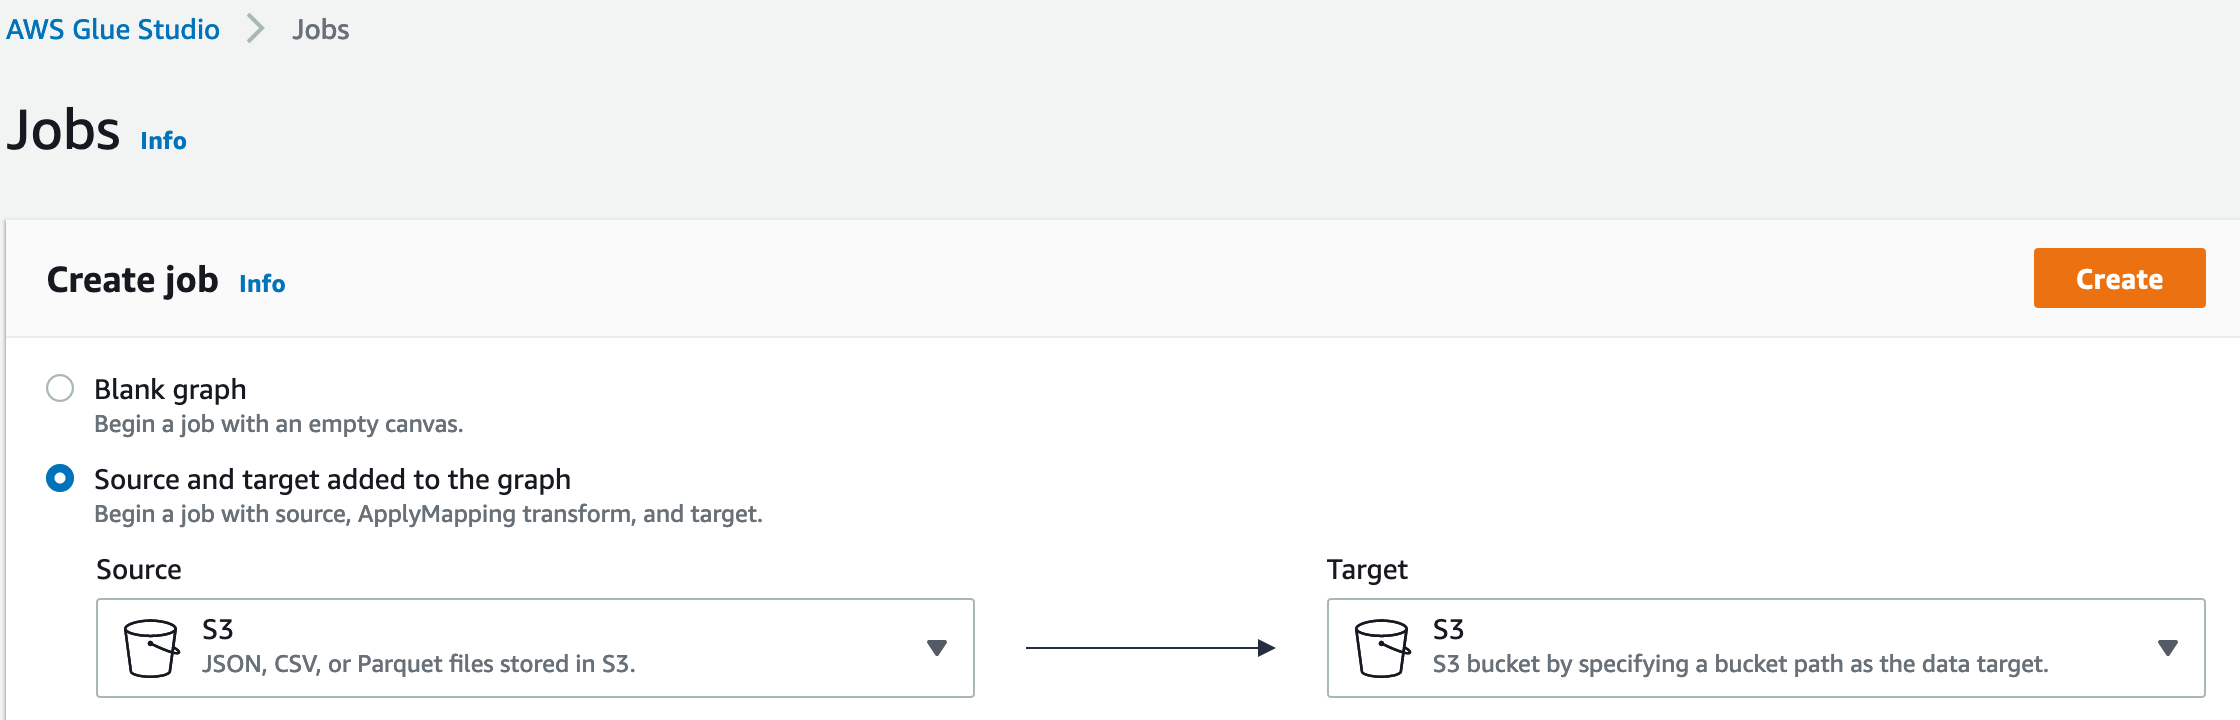 AWS Glue Studio > Jobs
Jobs Info
Create job Info
Create
Blank graph
Begin a job with an empty canvas.
Source and target added to the graph
Begin a job with source, ApplyMapping transform, and target.
Source
S3
JSON, CSV, or Parquet files stored in S3.
Target
S3
S3 bucket by specifying a bucket path as the data target.